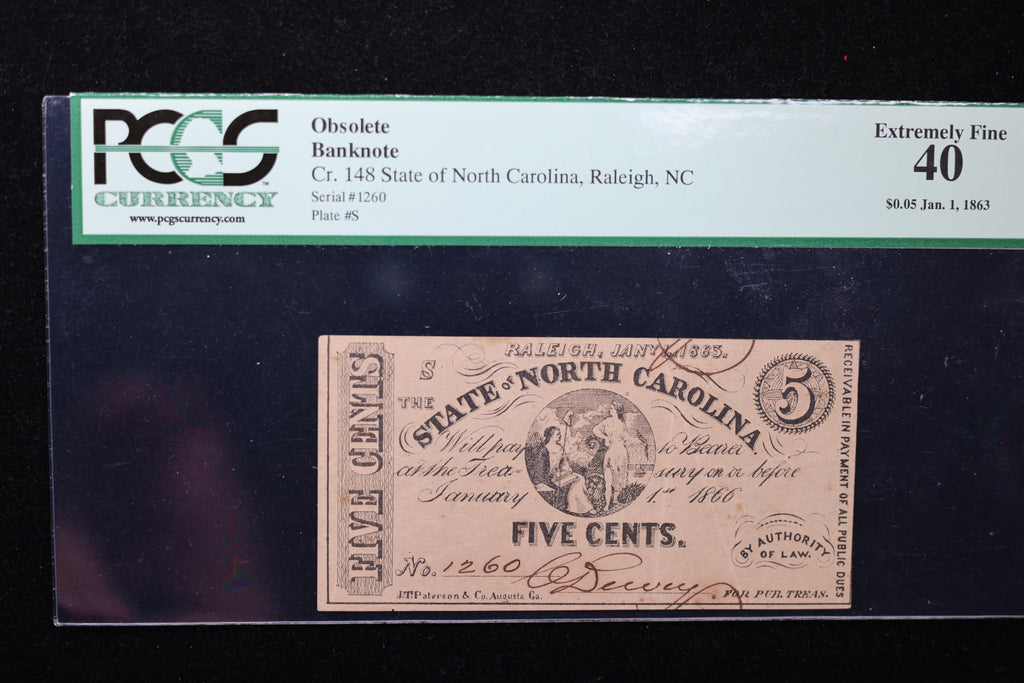 PCGS
CURRENCY
www.pcgscurrency.com
Obsolete
Banknote
Cr. 148 State of North Carolina, Raleigh, NC
Serial #1260
Plate #S
Extremely Fine
40
$0.05 Jan. 1, 1863
RALEIGH, JANY 1, 1863.
S
THE
STATE OF NORTH CAROLINA
5
Will pay to Bearer
at the Treasury on or before
January 1st 1866
FIVE CENTS.
FIVE CENTS
BY AUTHORITY
OF LAW.
No. 1260 C Dewey
J.T. Paterson & Co. Augusta Ga.
FOR PUB. TREAS.
RECEIVABLE IN PAYMENT OF ALL PUBLIC DUES